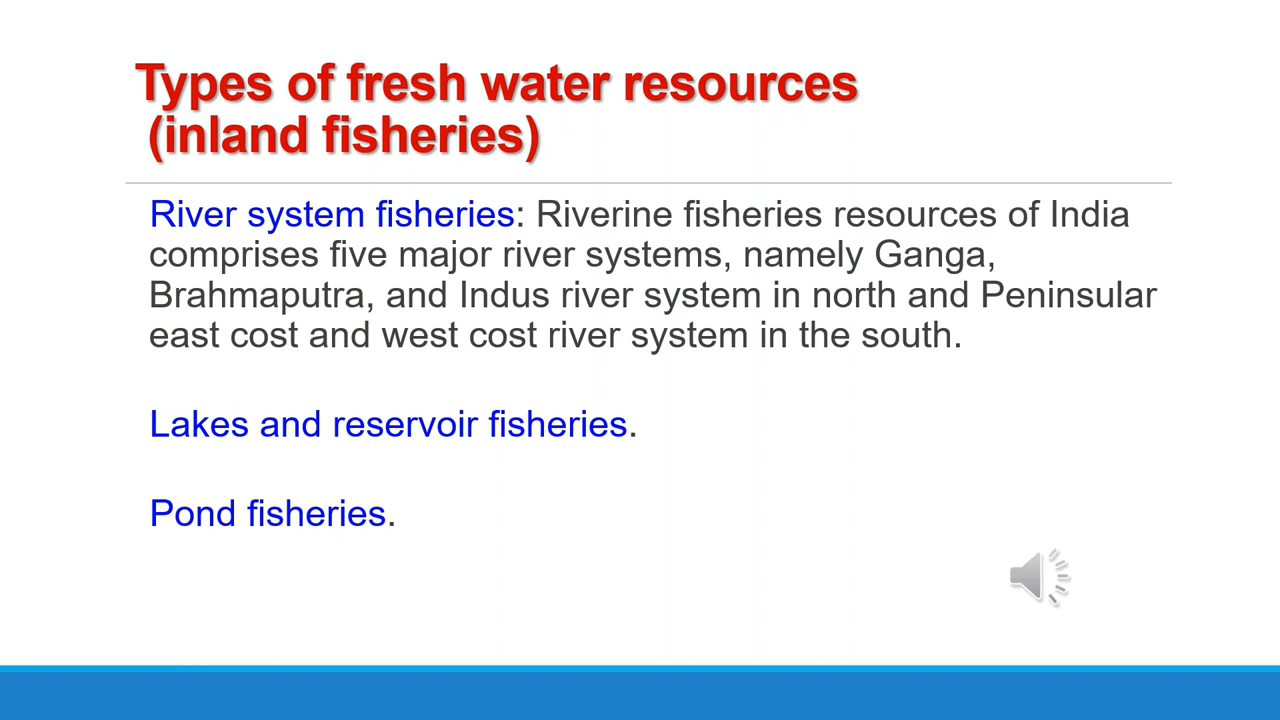 Types of fresh water resources
(inland fisheries)
River system fisheries: Riverine fisheries resources of India
comprises five major river systems, namely Ganga,
Brahmaputra, and Indus river system in north and Peninsular
east cost and west cost river system in the south.
Lakes and reservoir fisheries.
Pond fisheries.